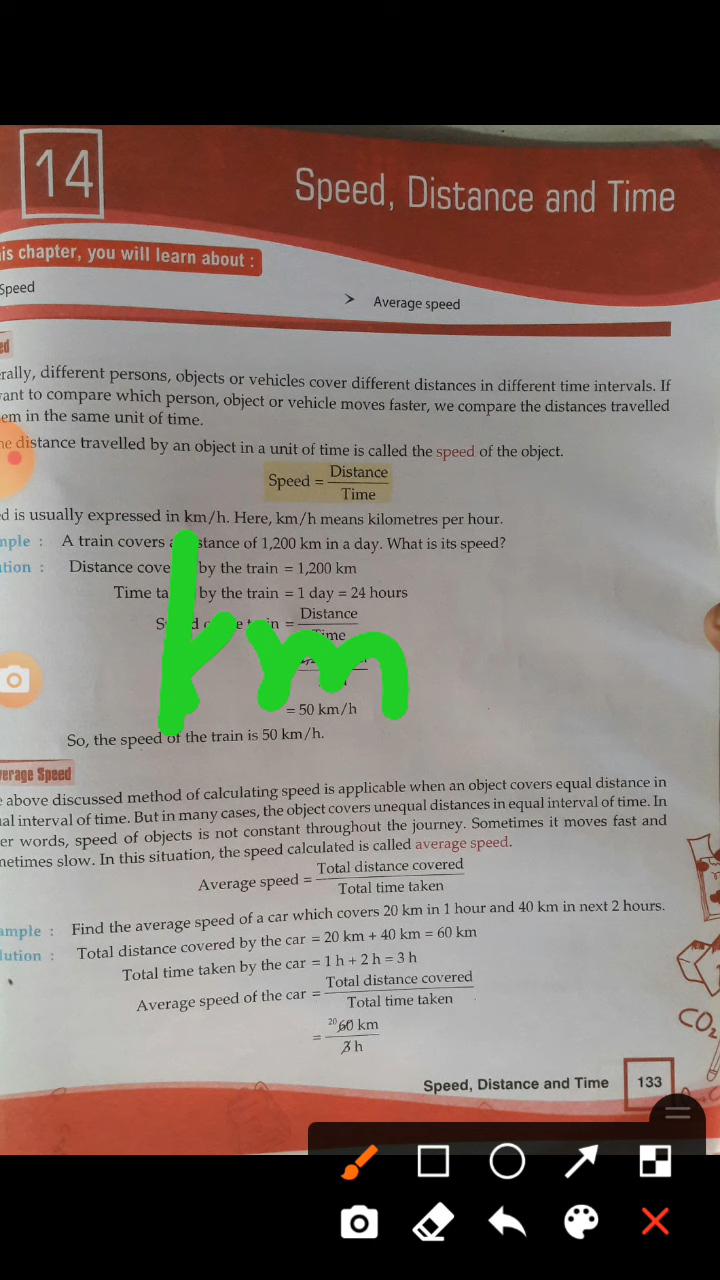 14
Speed, Distance and Time
is chapter, you will learn about :
Speed
➤ Average speed
ed
rally, different persons, objects or vehicles cover different distances in different time intervals. If
ant to compare which person, object or vehicle moves faster, we compare the distances travelled
em in the same unit of time.
he distance travelled by an object in a unit of time is called the speed of the object.
Speed = Distance
Time
d is usually expressed in km/h. Here, km/h means kilometres per hour.
mple : A train covers stance of 1,200 km in a day. What is its speed?
tion : Distance cove by the train = 1,200 km
Time ta by the train = 1 day = 24 hours
= Distance
km
= 50 km/h
So, the speed of the train is 50 km/h.
verage Speed
e above discussed method of calculating speed is applicable when an object covers equal distance in
al interval of time. But in many cases, the object covers unequal distances in equal interval of time. In
er words, speed of objects is not constant throughout the journey. Sometimes it moves fast and
metimes slow. In this situation, the speed calculated is called average speed.
Average speed = Total distance covered
Total time taken
ample : Find the average speed of a car which covers 20 km in 1 hour and 40 km in next 2 hours.
lution : Total distance covered by the car = 20 km + 40 km = 60 km
Total time taken by the car = 1 h + 2 h = 3 h
Average speed of the car = Total distance covered
Total time taken
= 20 60 km
3 h
CO₂
Speed, Distance and Time 133